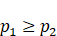 p₁ ≥ p₂